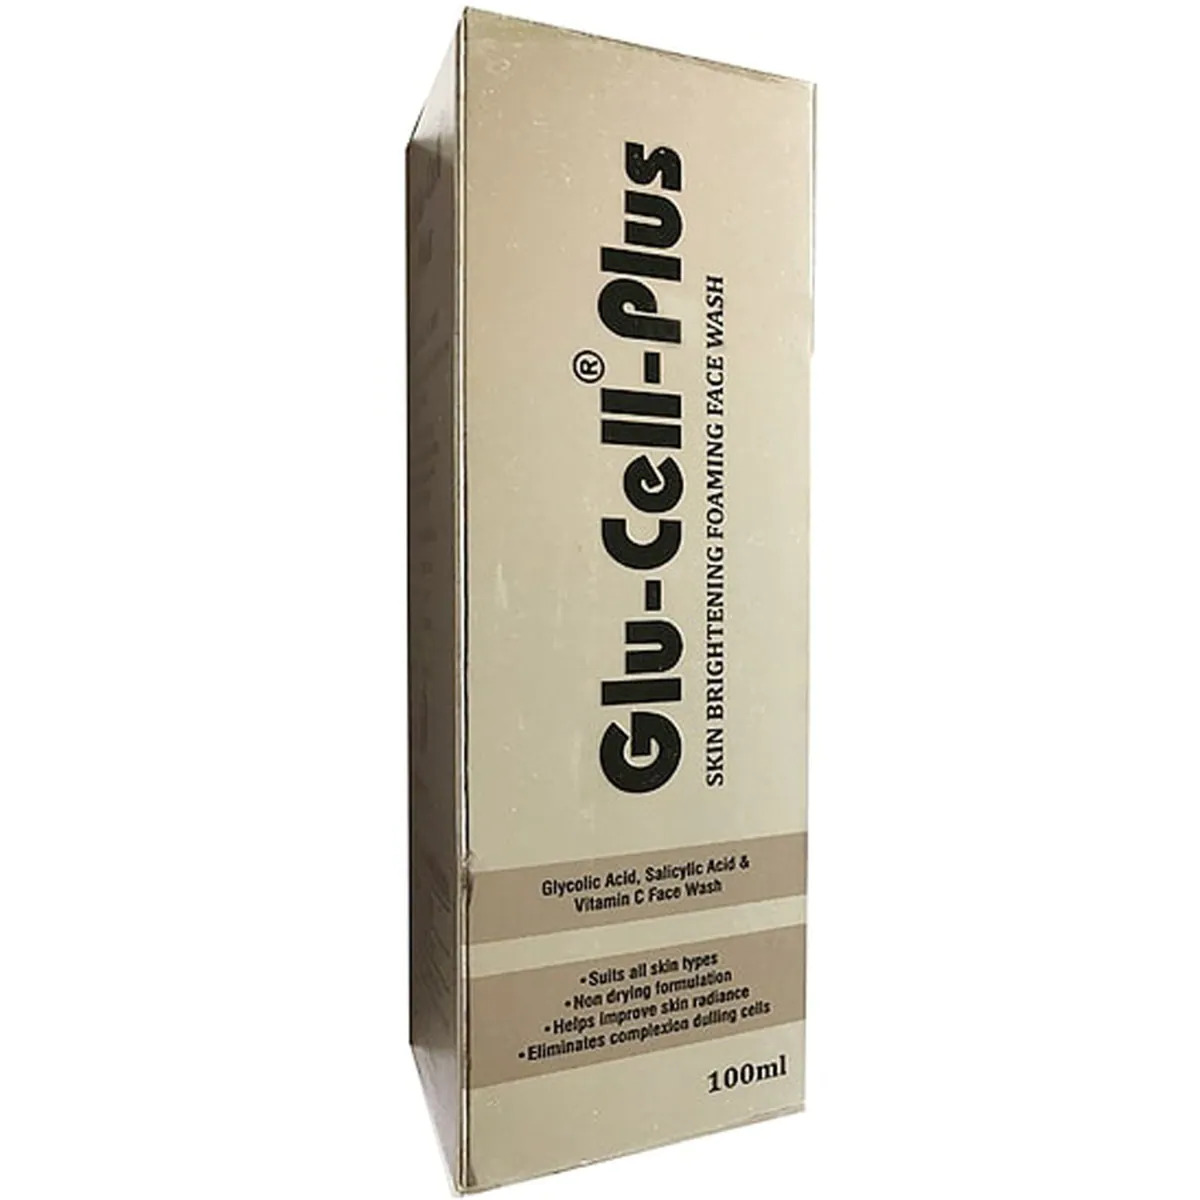 Glu-Cell®-Plus
SKIN BRIGHTENING FOAMING FACE WASH
Glycolic Acid, Salicylic Acid &
Vitamin C Face Wash
•Suits all skin types
•Non drying formulation
•Helps improve skin radiance
•Eliminates complexion dulling cells
100ml